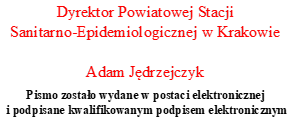 Dyrektor Powiatowej Stacji
Sanitarno-Epidemiologicznej w Krakowie
Adam Jędrzejczyk
Pismo zostało wydane w postaci elektronicznej
i podpisane kwalifikowanym podpisem elektronicznym